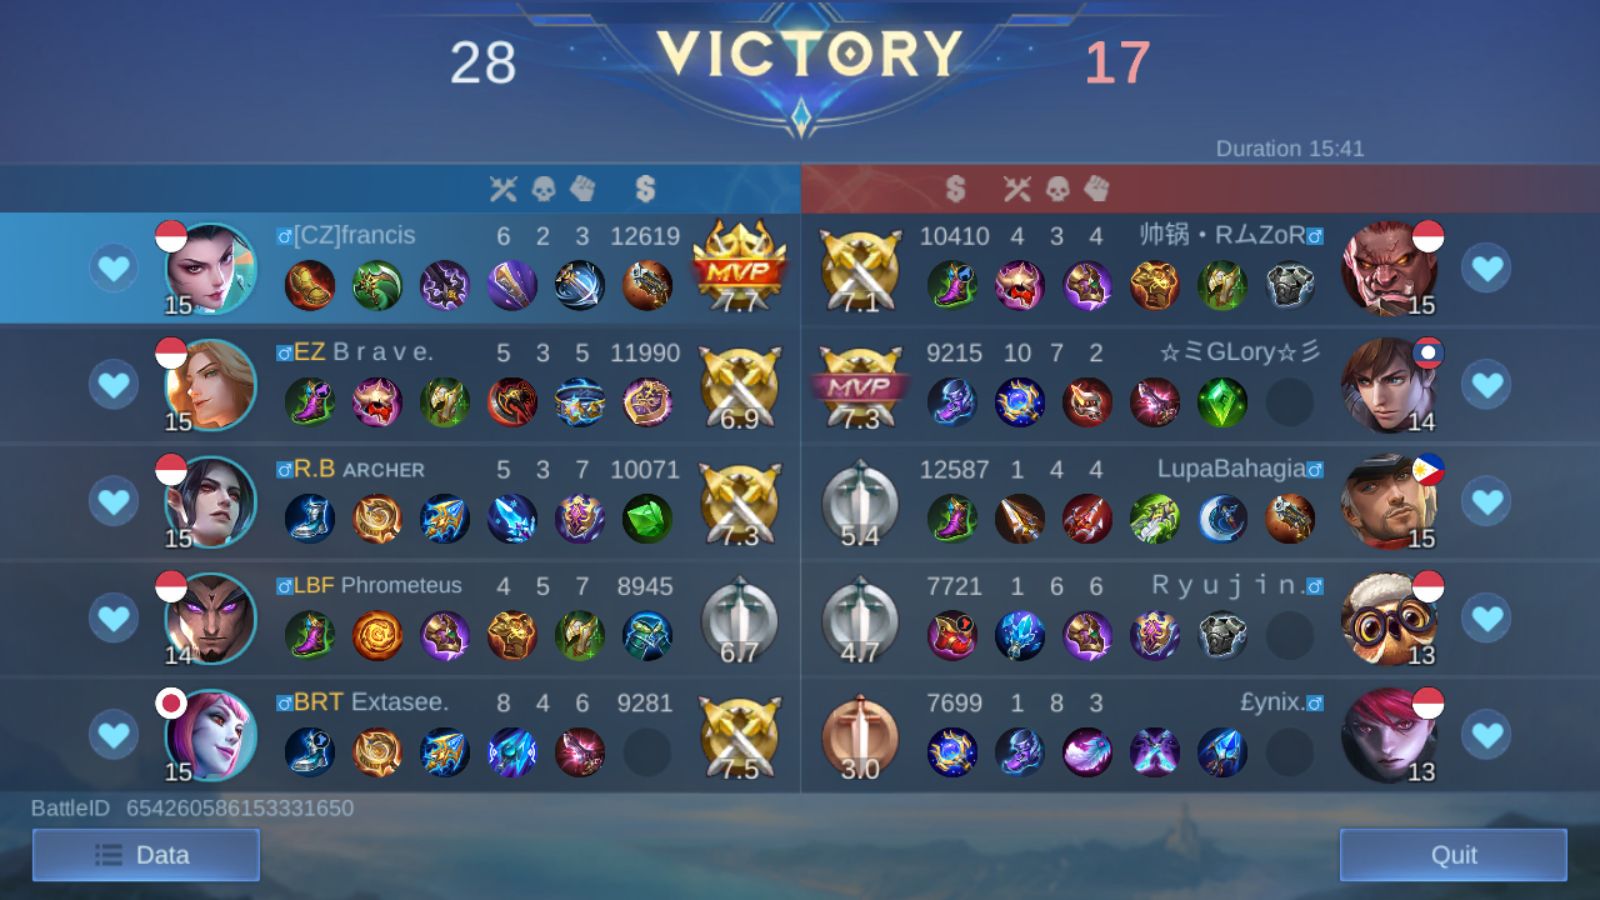 28 VICTORY 17
Duration 15:41
[CZ]francis 6 2 3 12619 MVP 7.7 15
7.1 10410 4 3 4 帅锅·RムZoR 15
EZ Brave. 5 3 5 11990 6.9 15
MVP 7.3 9215 10 7 2 ☆ミGLory☆彡 14
R.B ᴀʀᴄʜᴇʀ 5 3 7 10071 7.3 15
5.4 12587 1 4 4 LupaBahagia 15
LBF Phrometeus 4 5 7 8945 6.7 14
4.7 7721 1 6 6 Ryujin. 13
BRT Extasee. 8 4 6 9281 7.5 15
3.0 7699 1 8 3 £ynix. 13
BattleID 654260586153331650
Data
Quit